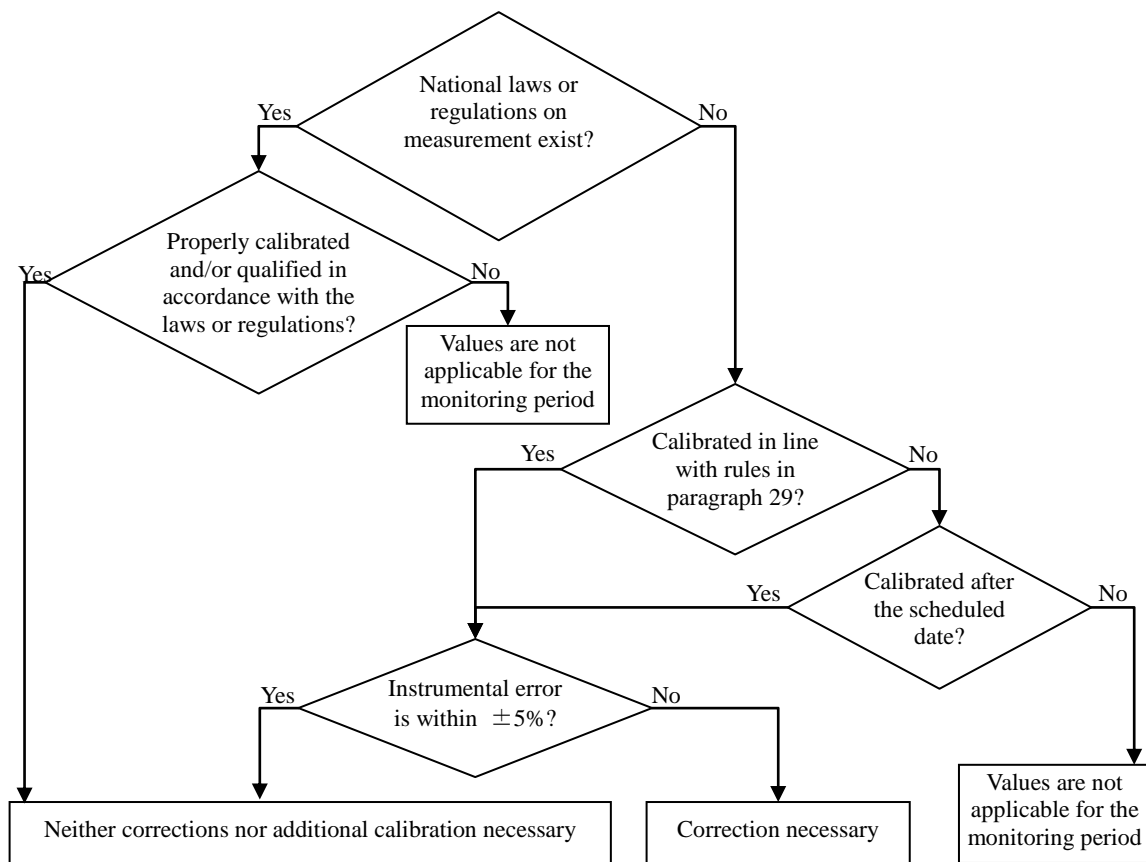 National laws or
regulations on
measurement exist?
Yes
No
Properly calibrated
and/or qualified in
accordance with the
laws or regulations?
Yes
No
Values are not
applicable for the
monitoring period
Calibrated in line
with rules in
paragraph 29?
Yes
No
Calibrated after
the scheduled
date?
Yes
No
Instrumental error
is within ±5%?
Yes
No
Neither corrections nor additional calibration necessary
Correction necessary
Values are not
applicable for the
monitoring period